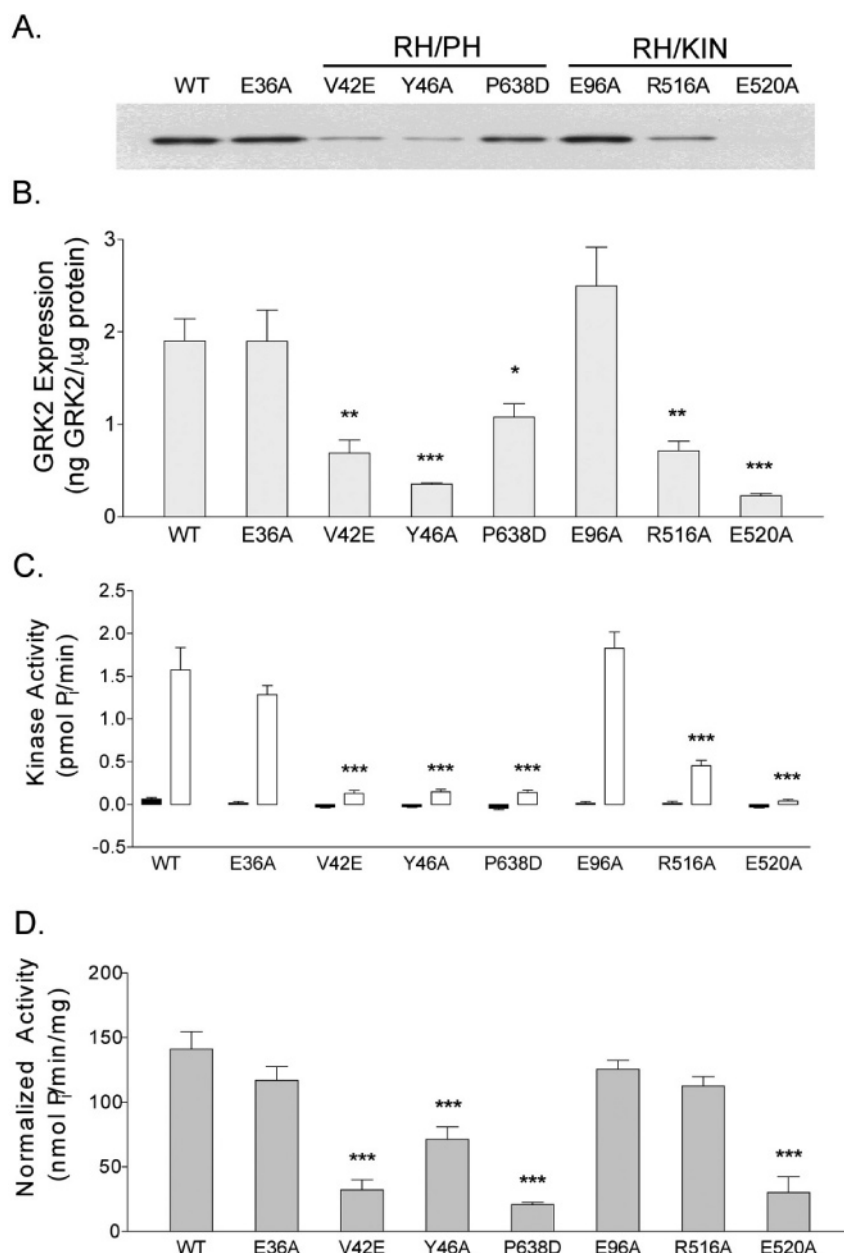 A.
RH/PH RH/KIN
WT E36A V42E Y46A P638D E96A R516A E520A
B.
GRK2 Expression
(ng GRK2/μg protein)
3
2
1
0
** *** * ** ***
WT E36A V42E Y46A P638D E96A R516A E520A
C.
Kinase Activity
(pmol Pi/min)
2.5
2.0
1.5
1.0
0.5
0.0
-0.5
*** *** *** *** ***
WT E36A V42E Y46A P638D E96A R516A E520A
D.
Normalized Activity
(nmol Pi/min/mg)
200
150
100
50
0
*** *** *** ***
WT E36A V42E Y46A P638D E96A R516A E520A